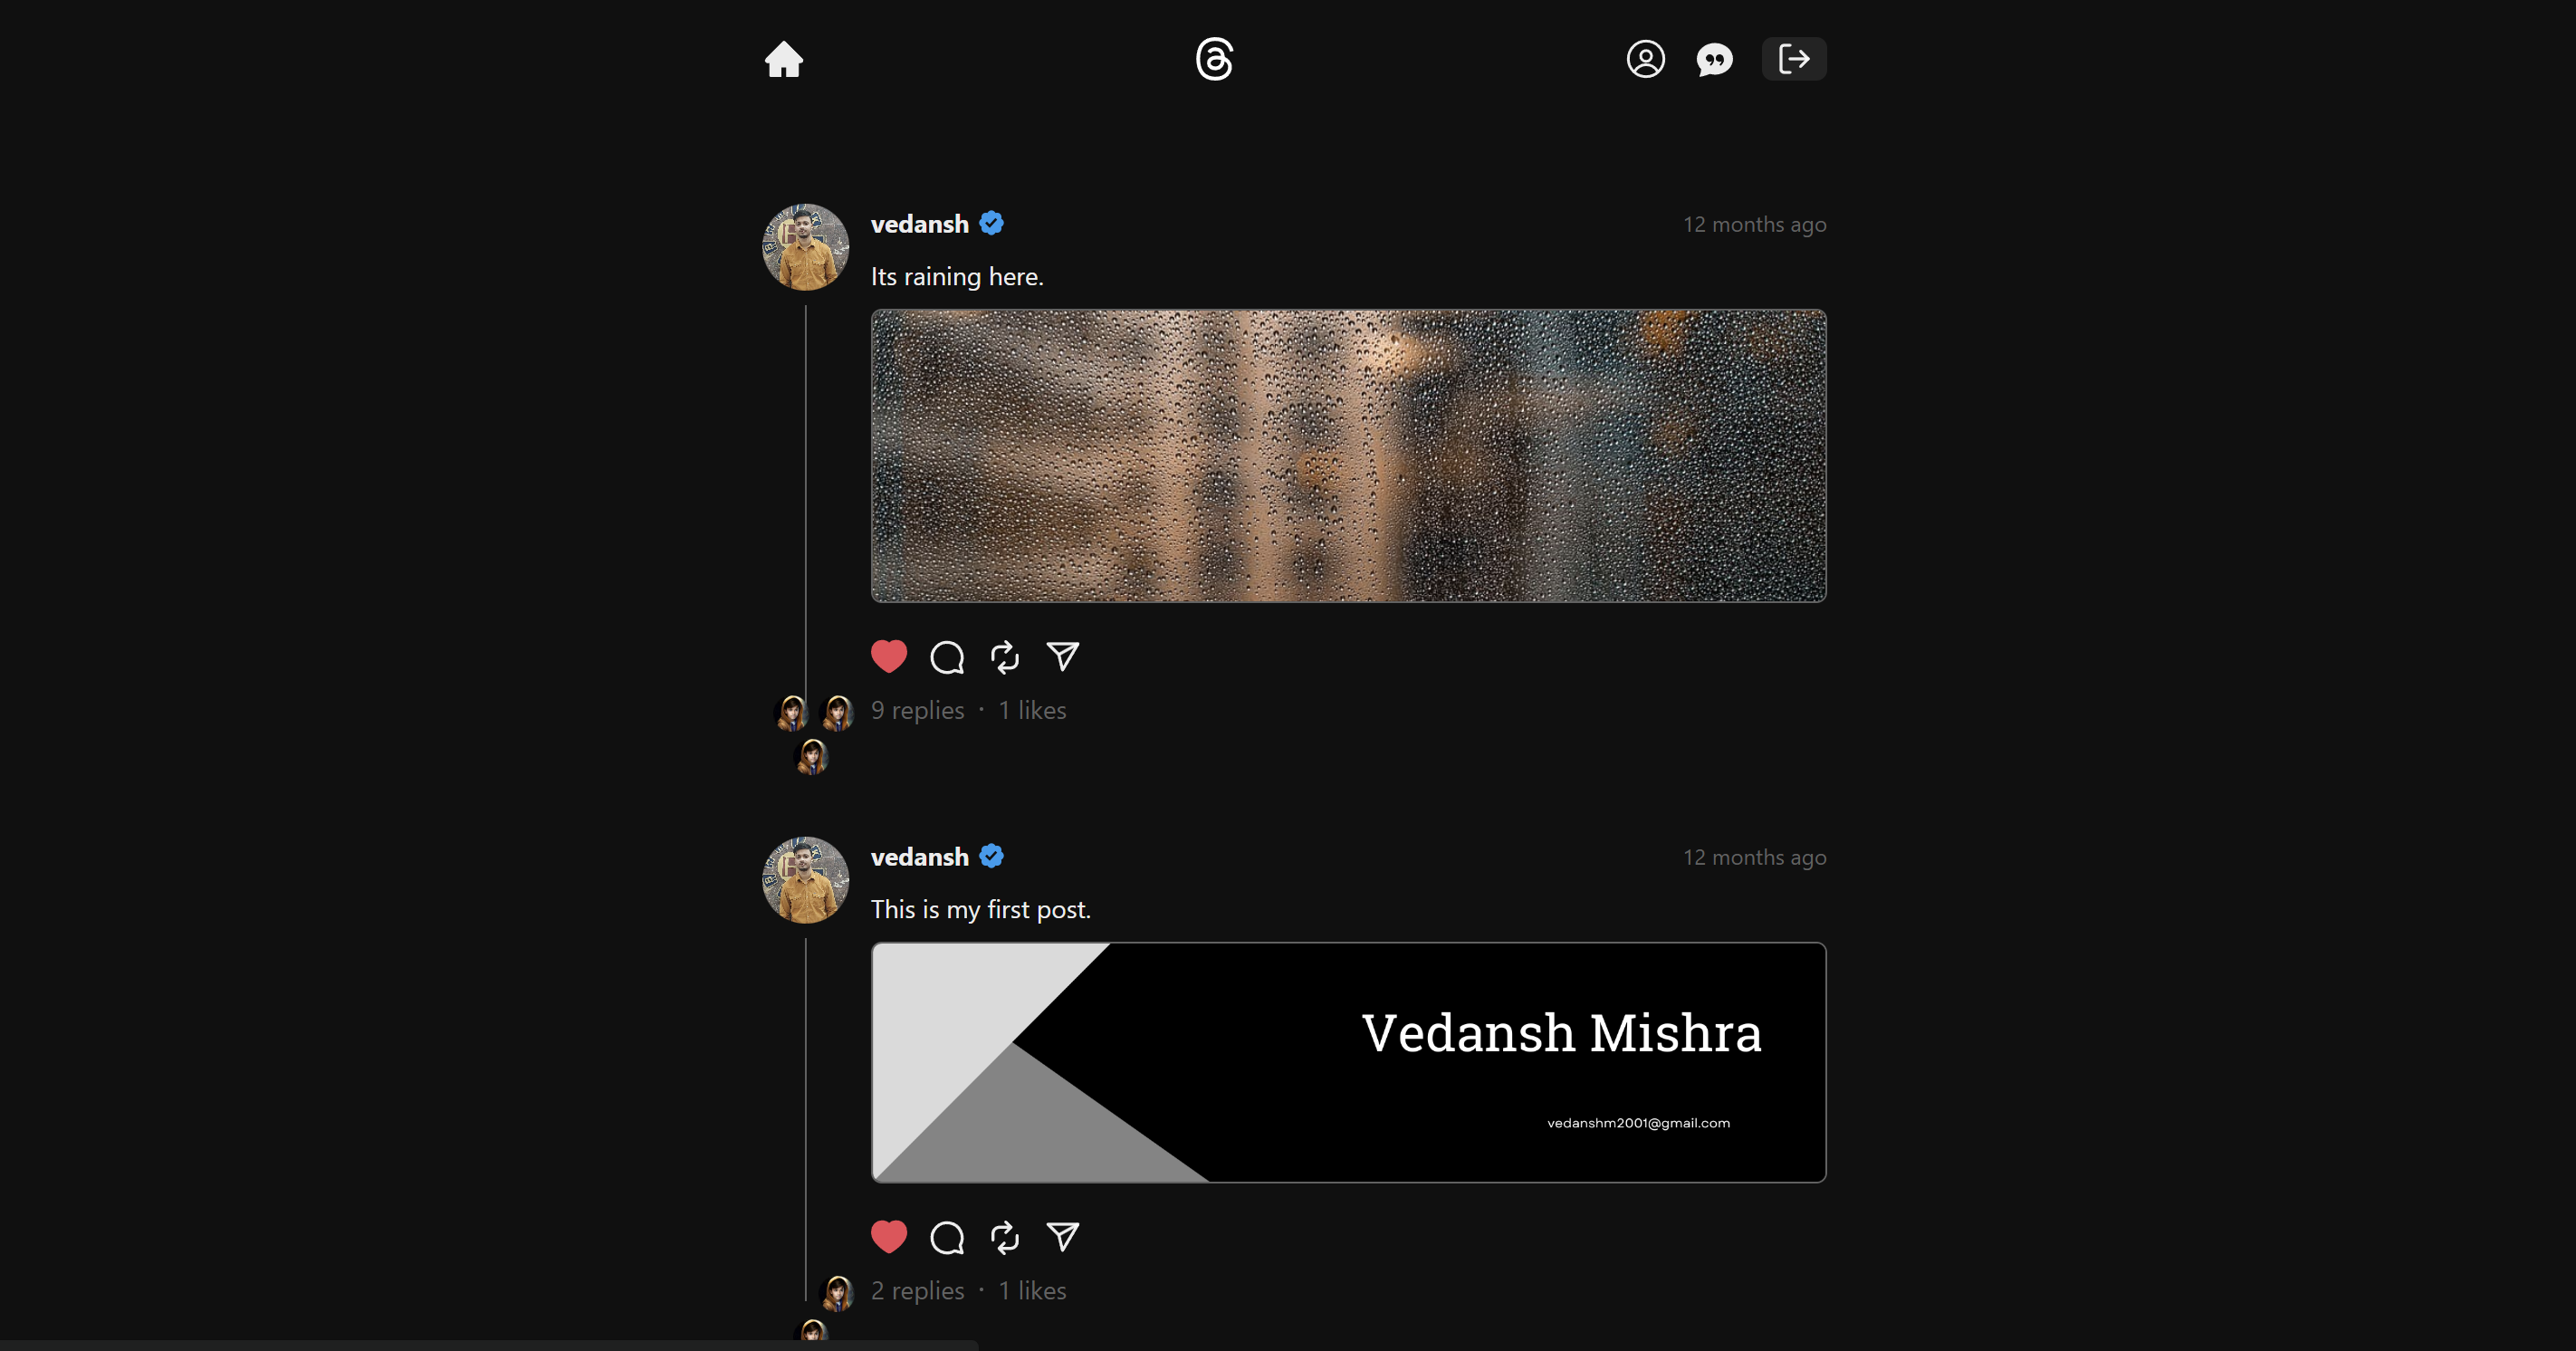 vedansh
12 months ago
Its raining here.
9 replies · 1 likes
vedansh
12 months ago
This is my first post.
Vedansh Mishra
vedanshm2001@gmail.com
2 replies · 1 likes